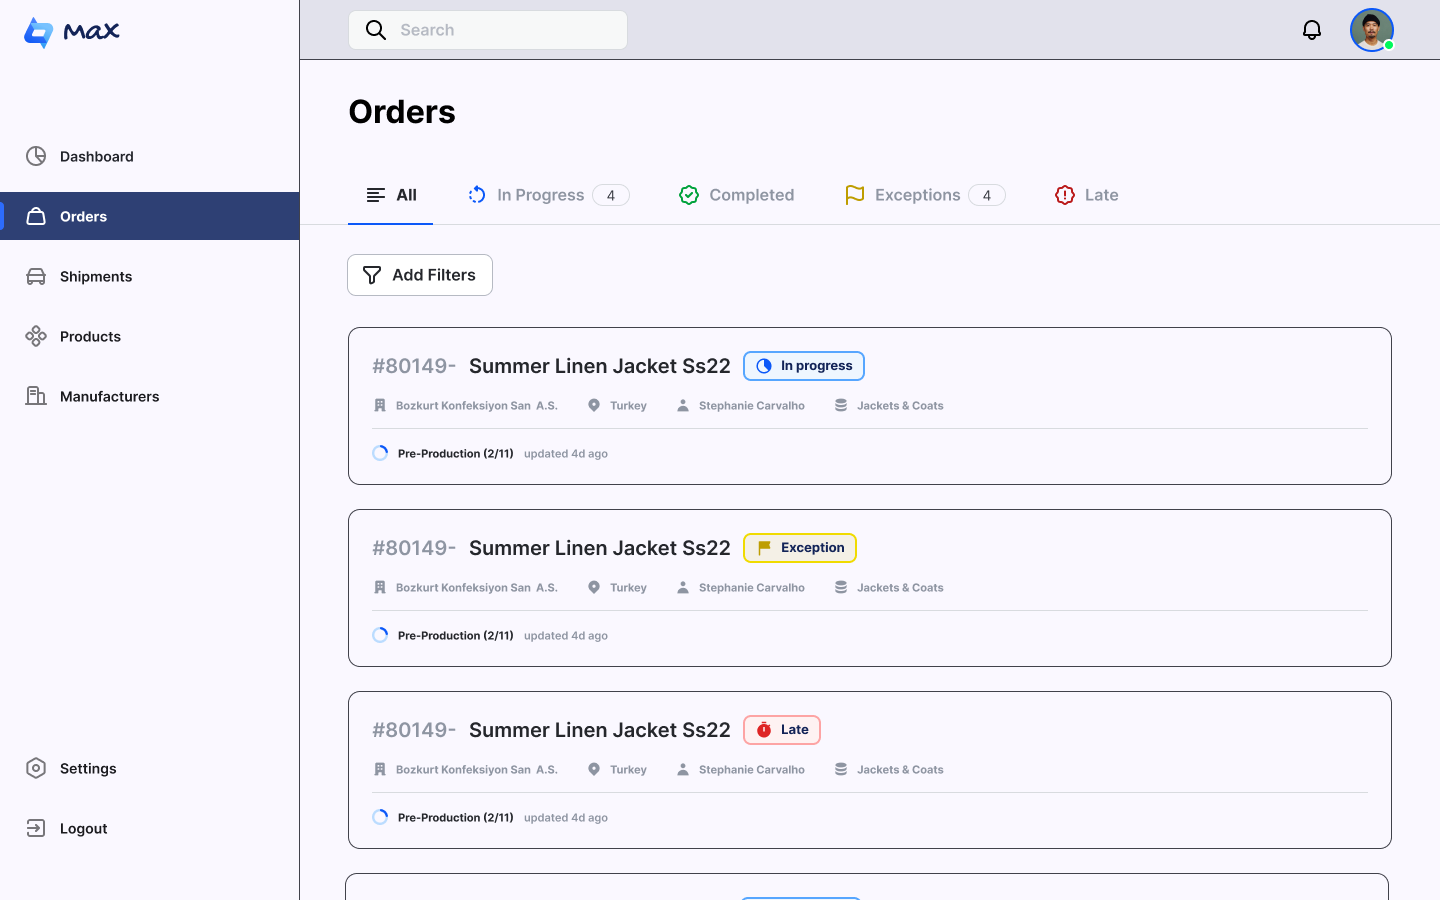 max
Search
Orders
Dashboard
Orders
Shipments
Products
Manufacturers
Settings
Logout
All In Progress 4 Completed Exceptions 4 Late
Add Filters
#80149- Summer Linen Jacket Ss22 In progress
Bozkurt Konfeksiyon San A.S. Turkey Stephanie Carvalho Jackets & Coats
Pre-Production (2/11) updated 4d ago
#80149- Summer Linen Jacket Ss22 Exception
Bozkurt Konfeksiyon San A.S. Turkey Stephanie Carvalho Jackets & Coats
Pre-Production (2/11) updated 4d ago
#80149- Summer Linen Jacket Ss22 Late
Bozkurt Konfeksiyon San A.S. Turkey Stephanie Carvalho Jackets & Coats
Pre-Production (2/11) updated 4d ago